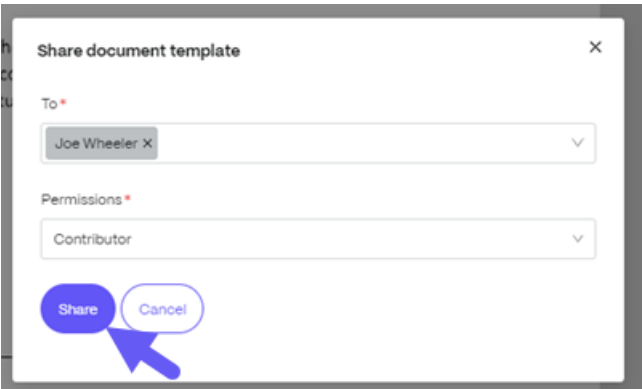 Share document template
To*
Joe Wheeler ×
Permissions*
Contributor
Share Cancel